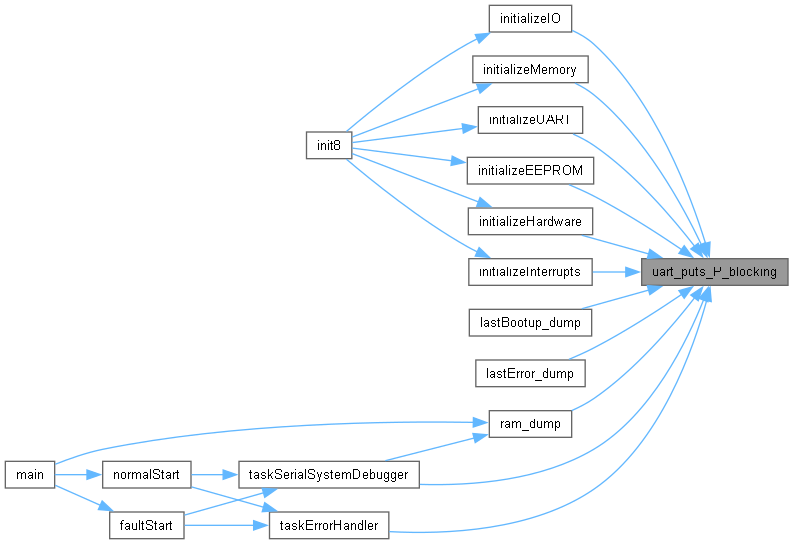 initializeIO
initializeMemory
initializeUART
init8
initializeEEPROM
initializeHardware
uart_puts_P_blocking
initializeInterrupts
lastBootup_dump
lastError_dump
ram_dump
main
normalStart
taskSerialSystemDebugger
faultStart
taskErrorHandler